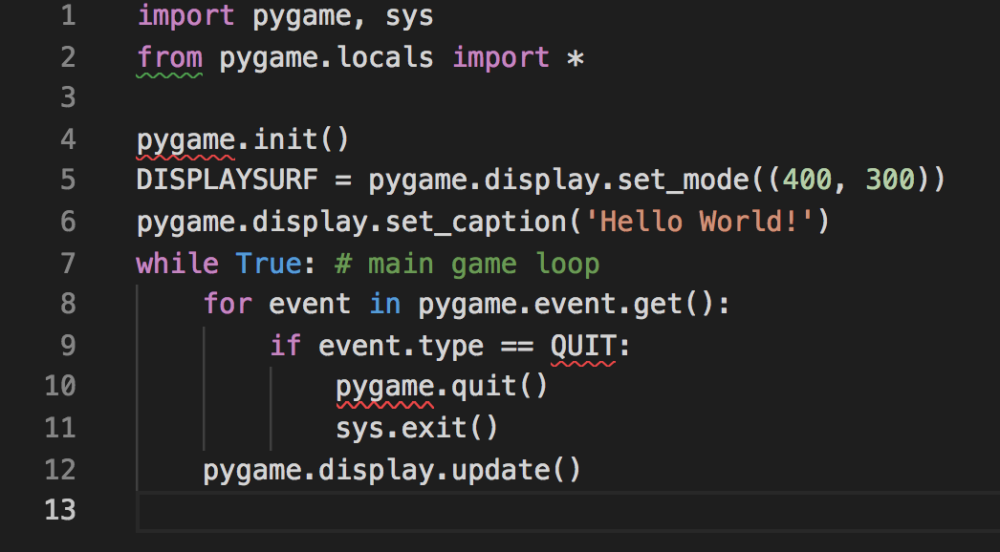 1 import pygame, sys
2 from pygame.locals import *
3
4 pygame.init()
5 DISPLAYSURF = pygame.display.set_mode((400, 300))
6 pygame.display.set_caption('Hello World!')
7 while True: # main game loop
8     for event in pygame.event.get():
9         if event.type == QUIT:
10             pygame.quit()
11             sys.exit()
12     pygame.display.update()
13